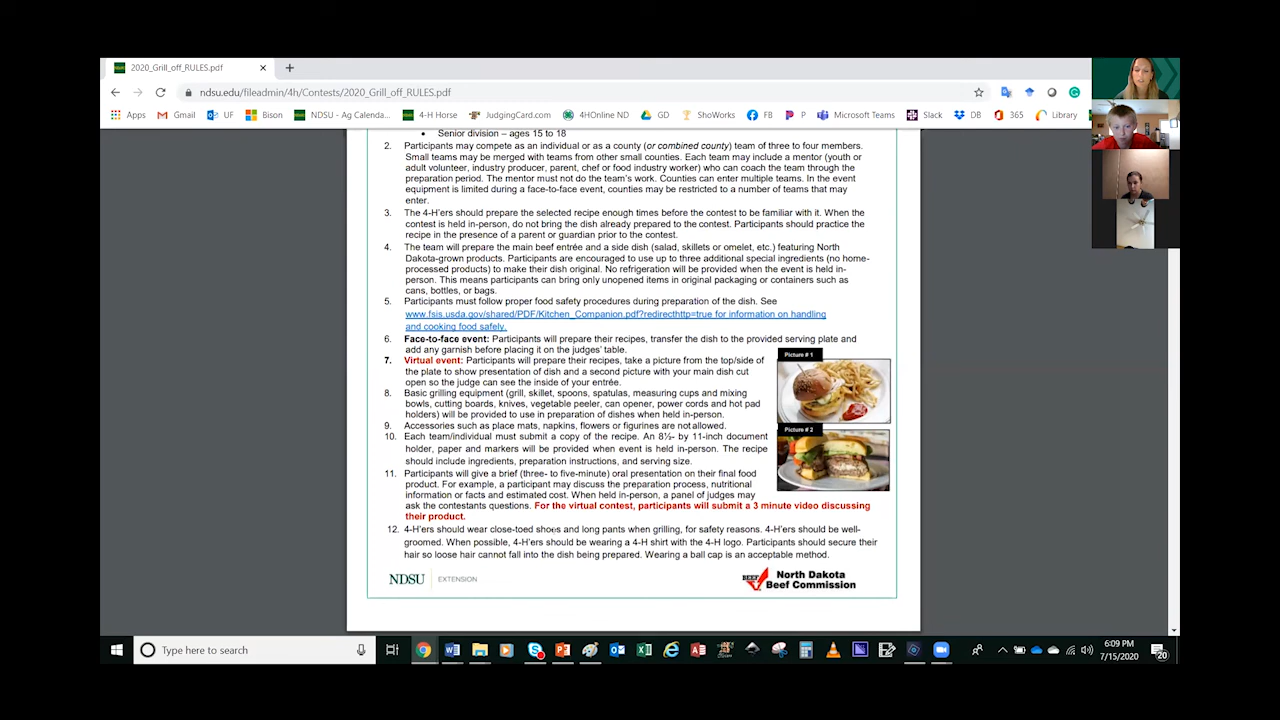 2020_Grill_off_RULES.pdf
ndsu.edu/fileadmin/4h/Contests/2020_Grill_off_RULES.pdf
Apps Gmail UF Bison NDSU - Ag Calenda... 4-H Horse JudgingCard.com 4HOnline ND GD ShoWorks FB P Microsoft Teams Slack DB 365 Library
• Senior division – ages 15 to 18
2. Participants may compete as an individual or as a county (or combined county) team of three to four members.
Small teams may be merged with teams from other small counties. Each team may include a mentor (youth or
adult volunteer, industry producer, parent, chef or food industry worker) who can coach the team through the
preparation period. The mentor must not do the team's work. Counties can enter multiple teams. In the event
equipment is limited during a face-to-face event, counties may be restricted to a number of teams that may
enter.
3. The 4-H'ers should prepare the selected recipe enough times before the contest to be familiar with it. When the
contest is held in-person, do not bring the dish already prepared to the contest. Participants should practice the
recipe in the presence of a parent or guardian prior to the contest.
4. The team will prepare the main beef entrée and a side dish (salad, skillets or omelet, etc.) featuring North
Dakota-grown products. Participants are encouraged to use up to three additional special ingredients (no home-
processed products) to make their dish original. No refrigeration will be provided when the event is held in-
person. This means participants can bring only unopened items in original packaging or containers such as
cans, bottles, or bags.
5. Participants must follow proper food safety procedures during preparation of the dish. See
www.fsis.usda.gov/shared/PDF/Kitchen_Companion.pdf?redirecthttp=true for information on handling
and cooking food safely.
6. Face-to-face event: Participants will prepare their recipes, transfer the dish to the provided serving plate and
add any garnish before placing it on the judges' table.
7. Virtual event: Participants will prepare their recipes, take a picture from the top/side of
the plate to show presentation of dish and a second picture with your main dish cut
open so the judge can see the inside of your entrée.
8. Basic grilling equipment (grill, skillet, spoons, spatulas, measuring cups and mixing
bowls, cutting boards, knives, vegetable peeler, can opener, power cords and hot pad
holders) will be provided to use in preparation of dishes when held in-person.
9. Accessories such as place mats, napkins, flowers or figurines are not allowed.
10. Each team/individual must submit a copy of the recipe. An 8½- by 11-inch document
holder, paper and markers will be provided when event is held in-person. The recipe
should include ingredients, preparation instructions, and serving size.
11. Participants will give a brief (three- to five-minute) oral presentation on their final food
product. For example, a participant may discuss the preparation process, nutritional
information or facts and estimated cost. When held in-person, a panel of judges may
ask the contestants questions. For the virtual contest, participants will submit a 3 minute video discussing
their product.
12. 4-H'ers should wear close-toed shoes and long pants when grilling, for safety reasons. 4-H'ers should be well-
groomed. When possible, 4-H'ers should be wearing a 4-H shirt with the 4-H logo. Participants should secure their
hair so loose hair cannot fall into the dish being prepared. Wearing a ball cap is an acceptable method.
Picture # 1
Picture # 2
NDSU EXTENSION
North Dakota
Beef Commission
Type here to search
6:09 PM
7/15/2020
20